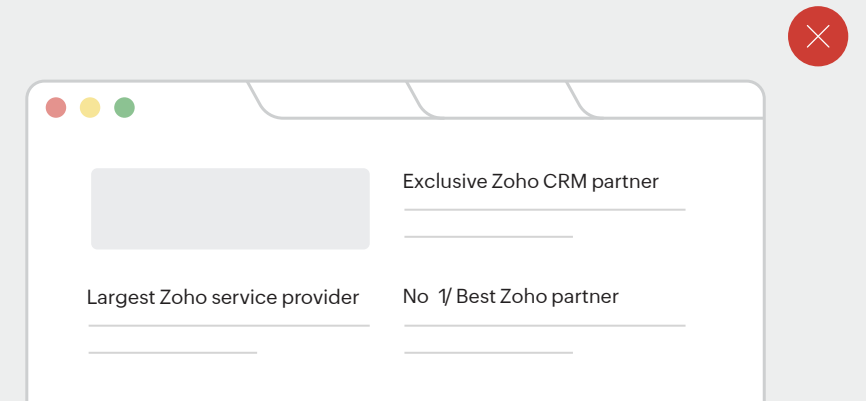 Exclusive Zoho CRM partner
Largest Zoho service provider
No 1/ Best Zoho partner